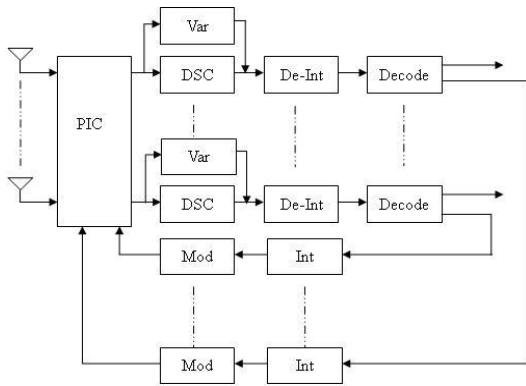 Var
DSC
De-Int
Decode
PIC
Var
DSC
De-Int
Decode
Mod
Int
Mod
Int